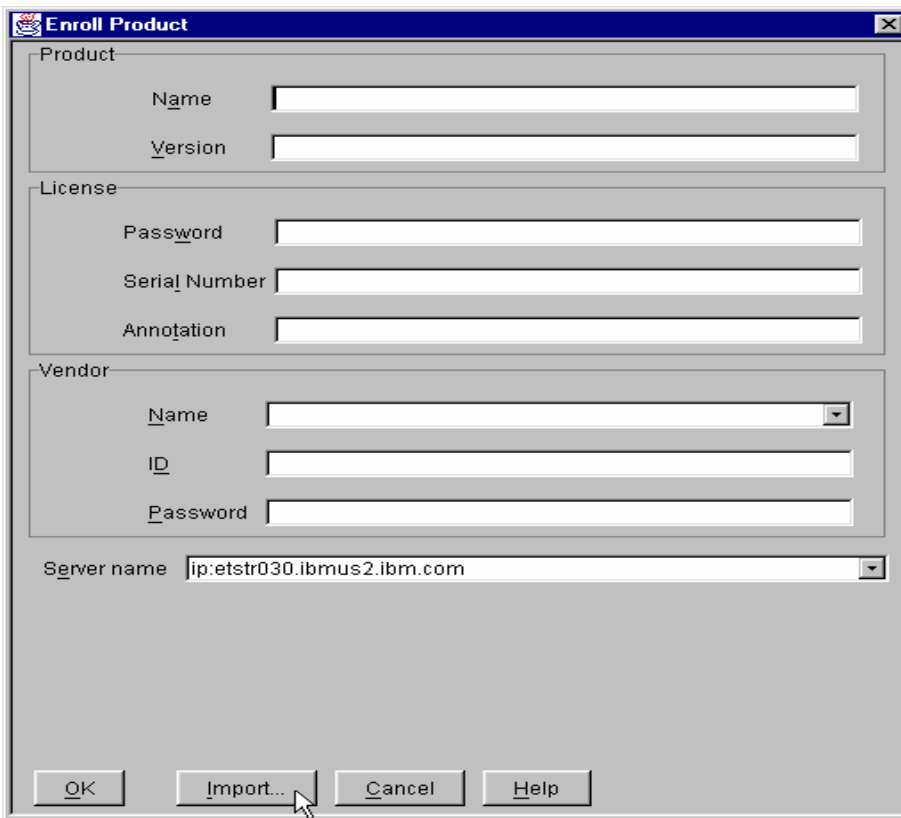 Enroll Product
Product
Name
Version
License
Password
Serial Number
Annotation
Vendor
Name
ID
Password
Server name ip:etstr030.ibmus2.ibm.com
OK Import... Cancel Help